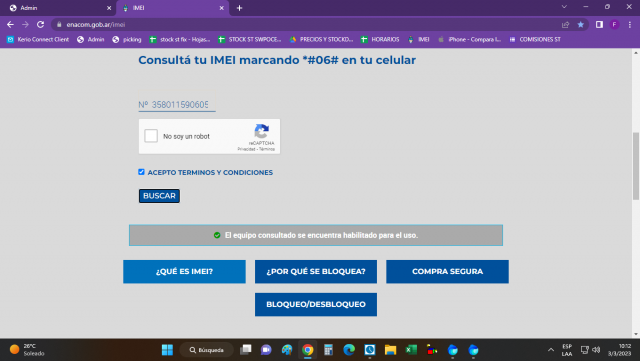 Admin
IMEI
enacom.gob.ar/imei
F
Kerio Connect Client
Admin
picking
stock st fix - Hojas...
STOCK ST SWPOCE...
PRECIOS Y STOCKD...
HORARIOS
IMEI
iPhone - Compara l...
COMISIONES ST
Consultá tu IMEI marcando *#06# en tu celular
Nº 358011590605
No soy un robot
reCAPTCHA
Privacidad - Términos
ACEPTO TERMINOS Y CONDICIONES
BUSCAR
El equipo consultado se encuentra habilitado para el uso.
¿QUÉ ES IMEI?
¿POR QUÉ SE BLOQUEA?
COMPRA SEGURA
BLOQUEO/DESBLOQUEO
26°C
Soleado
Búsqueda
ESP
LAA
10:12
3/3/2023